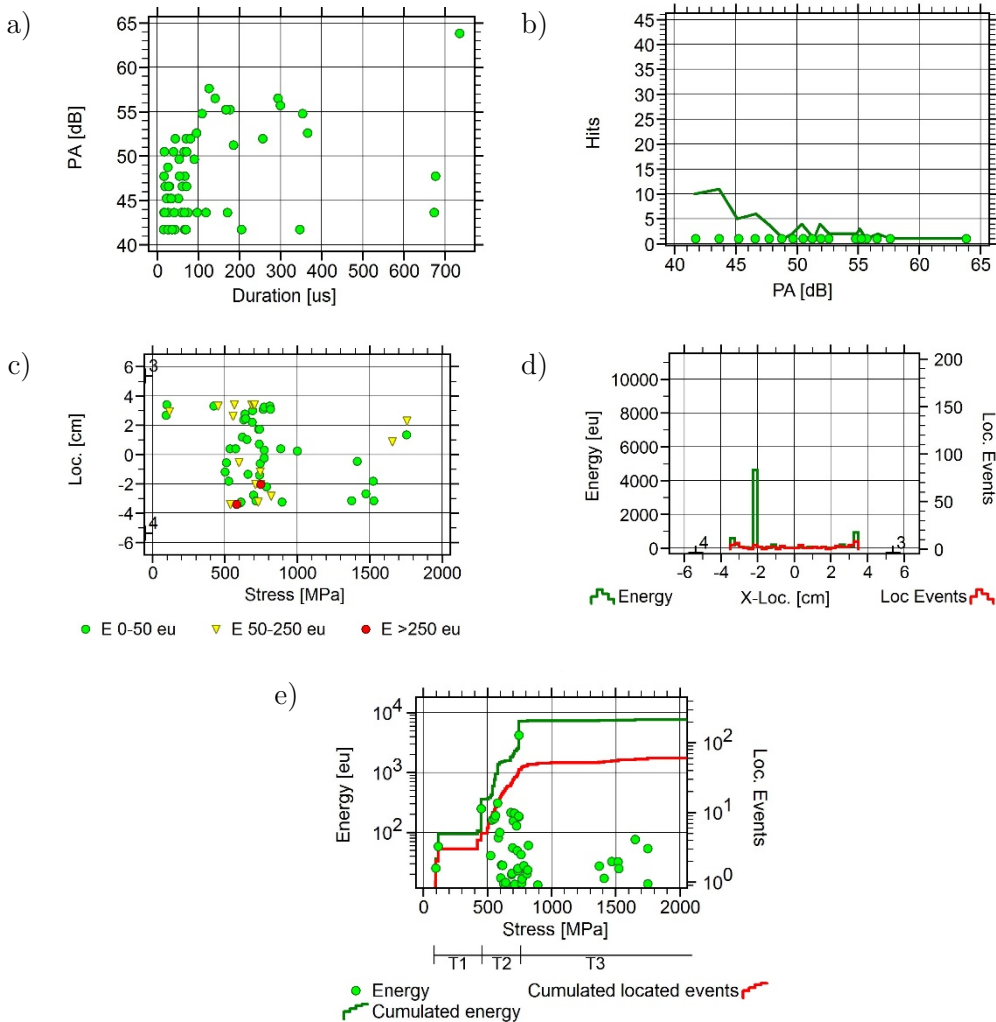 a)
PA [dB]
65
60
55
50
45
40
0 100 200 300 400 500 600 700
Duration [us]
b)
Hits
45
40
35
30
25
20
15
10
5
0
40 45 50 55 60 65
PA [dB]
c)
Loc. [cm]
6
4
2
0
-2
-4
-6
3
4
0 500 1000 1500 2000
Stress [MPa]
E 0-50 eu E 50-250 eu E >250 eu
d)
Energy [eu]
10000
8000
6000
4000
2000
0
200
150
100
50
0
Loc. Events
4 3
-6 -4 -2 0 2 4 6
Energy X-Loc. [cm] Loc Events
e)
Energy [eu]
10^4
10^3
10^2
10^2
10^1
10^0
Loc. Events
0 500 1000 1500 2000
Stress [MPa]
T1 T2 T3
Energy Cumulated located events
Cumulated energy